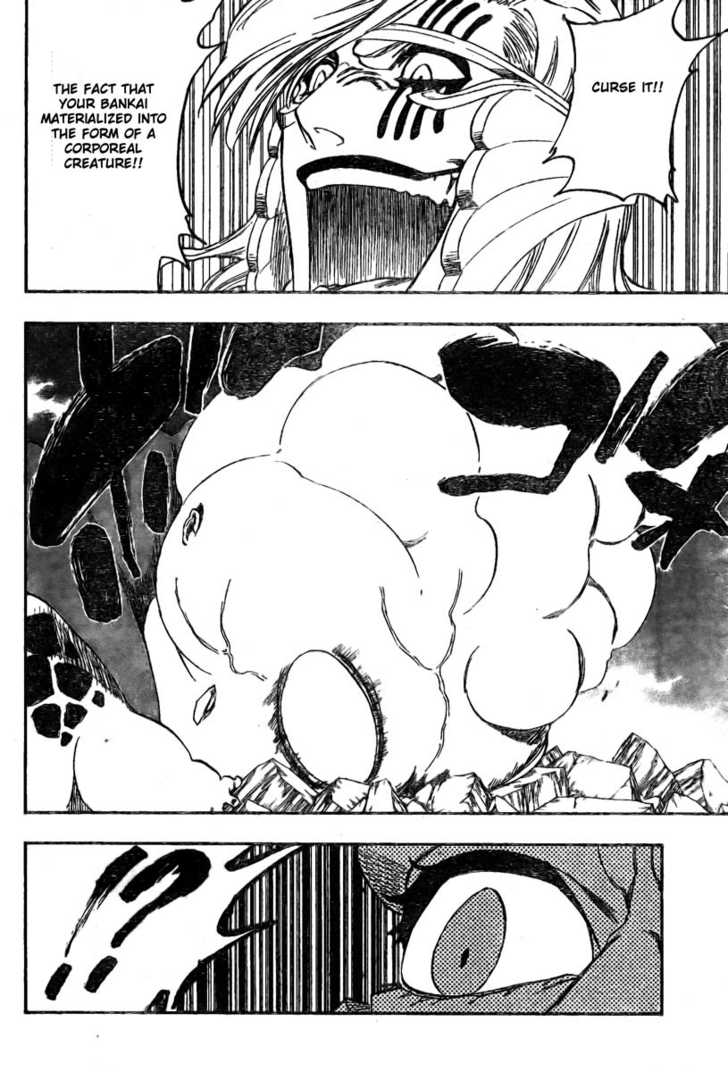 CURSE IT!!
THE FACT THAT
YOUR BANKAI
MATERIALIZED INTO
THE FORM OF A
CORPOREAL
CREATURE!!
!?